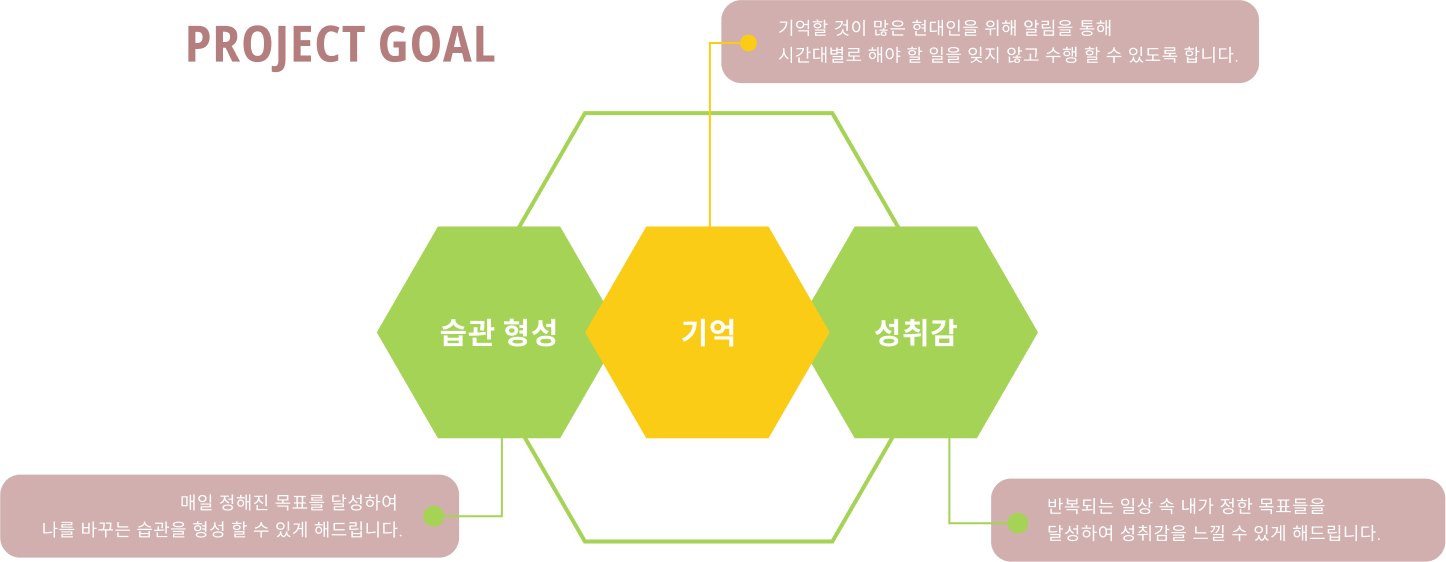 PROJECT GOAL
기억할 것이 많은 현대인을 위해 알림을 통해
시간대별로 해야 할 일을 잊지 않고 수행 할 수 있도록 합니다.
습관 형성
기억
성취감
매일 정해진 목표를 달성하여
나를 바꾸는 습관을 형성 할 수 있게 해드립니다.
반복되는 일상 속 내가 정한 목표들을
달성하여 성취감을 느낄 수 있게 해드립니다.